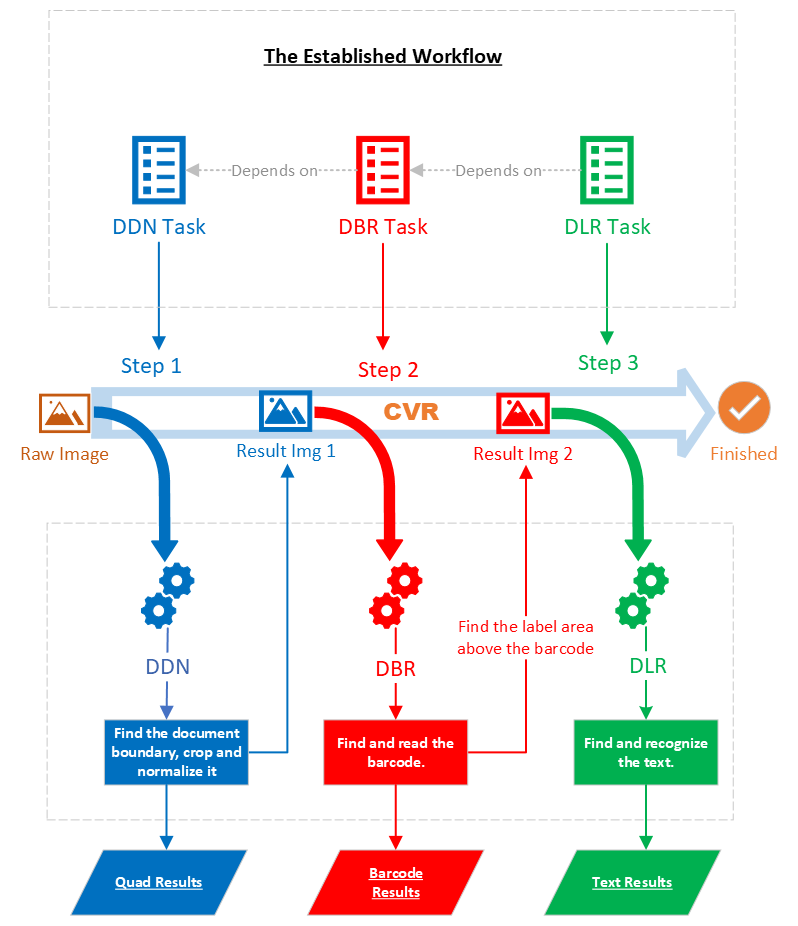 The Established Workflow
Depends on
Depends on
DDN Task
DBR Task
DLR Task
Step 1
Step 2
Step 3
CVR
Raw Image
Result Img 1
Result Img 2
Finished
Find the label area
above the barcode
DDN
DBR
DLR
Find the document
boundary, crop and
normalize it
Find and read the
barcode.
Find and recognize
the text.
Quad Results
Barcode
Results
Text Results